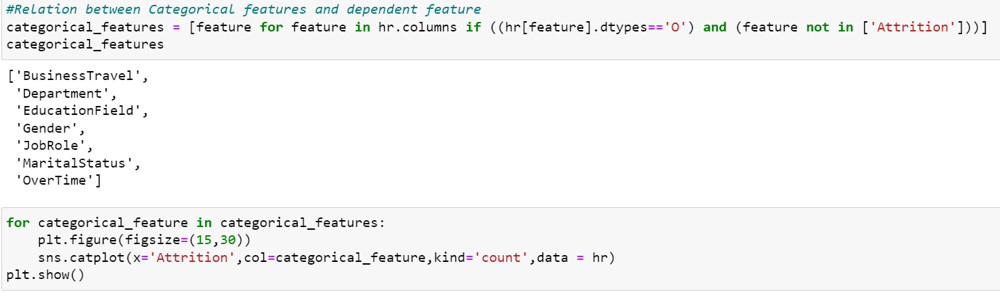 #Relation between Categorical features and dependent feature
categorical_features = [feature for feature in hr.columns if ((hr[feature].dtypes=='O') and (feature not in ['Attrition']))]
categorical_features
['BusinessTravel',
 'Department',
 'EducationField',
 'Gender',
 'JobRole',
 'MaritalStatus',
 'OverTime']
for categorical_feature in categorical_features:
    plt.figure(figsize=(15,30))
    sns.catplot(x='Attrition',col=categorical_feature,kind='count',data = hr)
plt.show()